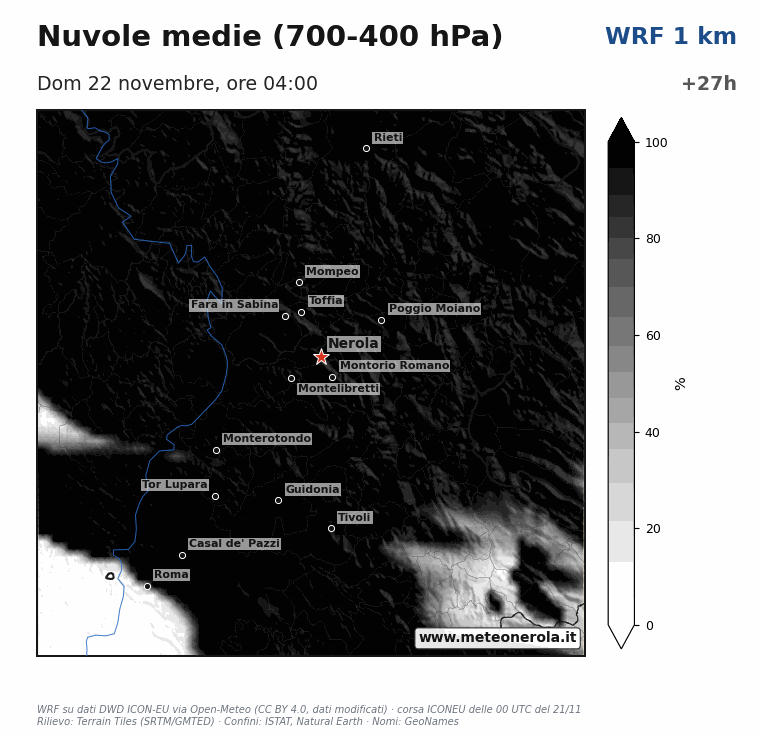 Nuvole medie (700-400 hPa)
WRF 1 km
Dom 22 novembre, ore 04:00
+27h
Rieti
Mompeo
Toffia
Fara in Sabina
Poggio Moiano
Nerola
Montorio Romano
Montelibretti
Monterotondo
Tor Lupara
Guidonia
Tivoli
Casal de' Pazzi
Roma
www.meteonerola.it
100
80
60
40
20
0
%
WRF su dati DWD ICON-EU via Open-Meteo (CC BY 4.0, dati modificati) · corsa ICONEU delle 00 UTC del 21/11
Rilievo: Terrain Tiles (SRTM/GMTED) · Confini: ISTAT, Natural Earth · Nomi: GeoNames